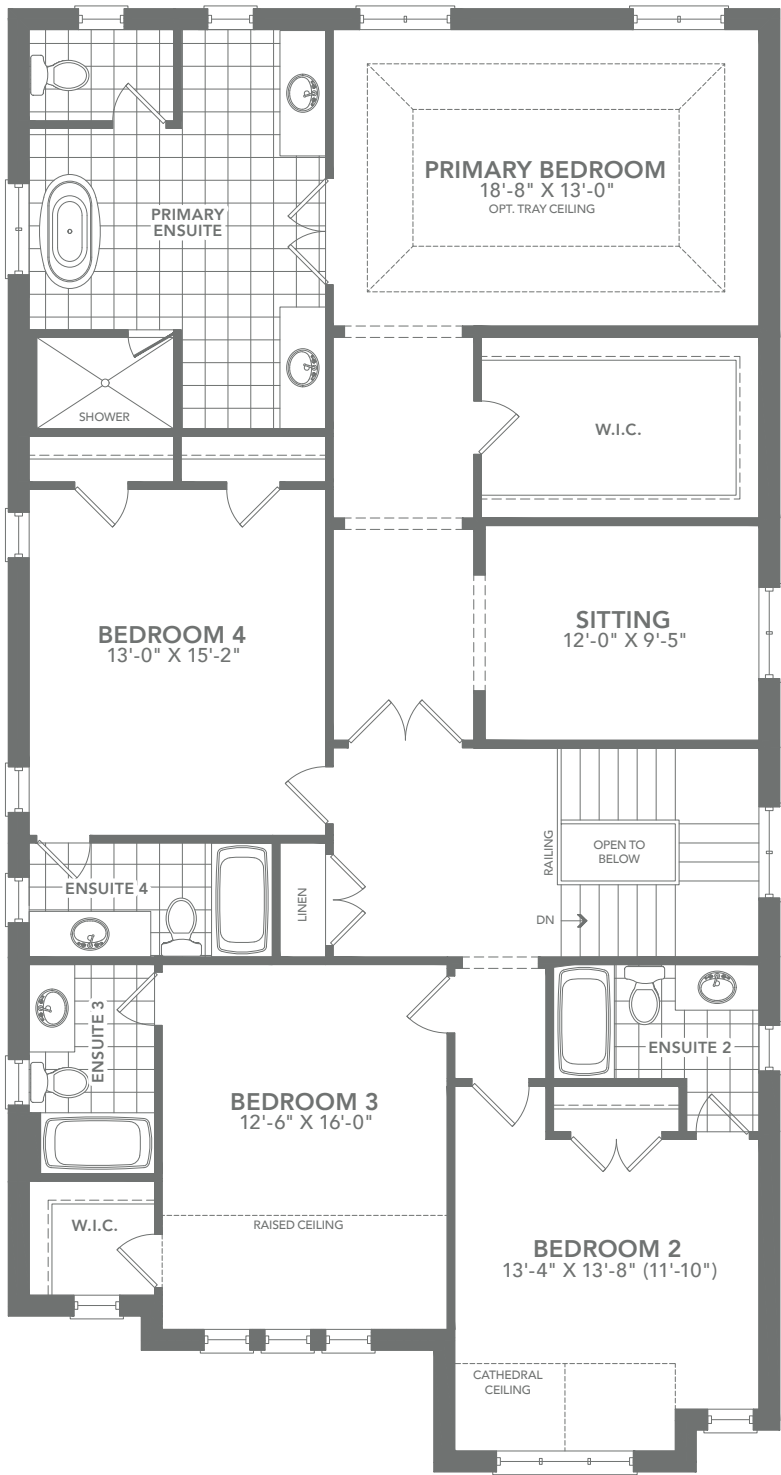 PRIMARY BEDROOM
18'-8" X 13'-0"
OPT. TRAY CEILING
PRIMARY
ENSUITE
SHOWER
W.I.C.
BEDROOM 4
13'-0" X 15'-2"
SITTING
12'-0" X 9'-5"
RAILING
OPEN TO
BELOW
DN
ENSUITE 4
LINEN
ENSUITE 3
ENSUITE 2
BEDROOM 3
12'-6" X 16'-0"
RAISED CEILING
W.I.C.
BEDROOM 2
13'-4" X 13'-8" (11'-10")
CATHEDRAL
CEILING